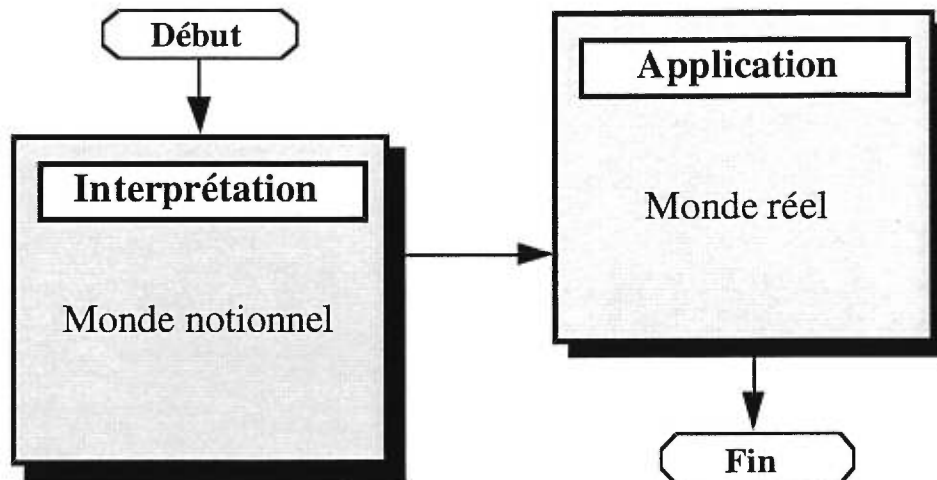 Début
Interprétation
Monde notionnel
Application
Monde réel
Fin